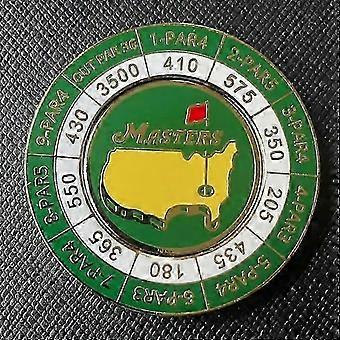 OUT PAR 36
1-PAR4
2-PAR5
3-PAR4
4-PAR3
5-PAR4
6-PAR3
7-PAR4
8-PAR5
9-PAR4
3500
410
575
350
205
435
180
365
550
430
MASTERS